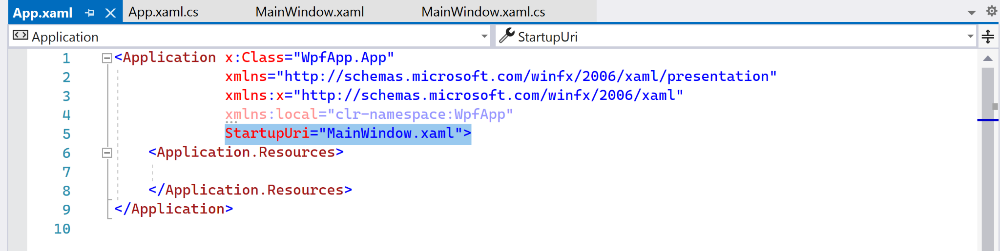 App.xaml App.xaml.cs MainWindow.xaml MainWindow.xaml.cs
Application StartupUri
1 <Application x:Class="WpfApp.App"
2 xmlns="http://schemas.microsoft.com/winfx/2006/xaml/presentation"
3 xmlns:x="http://schemas.microsoft.com/winfx/2006/xaml"
4 xmlns:local="clr-namespace:WpfApp"
5 StartupUri="MainWindow.xaml">
6 <Application.Resources>
7
8 </Application.Resources>
9 </Application>
10